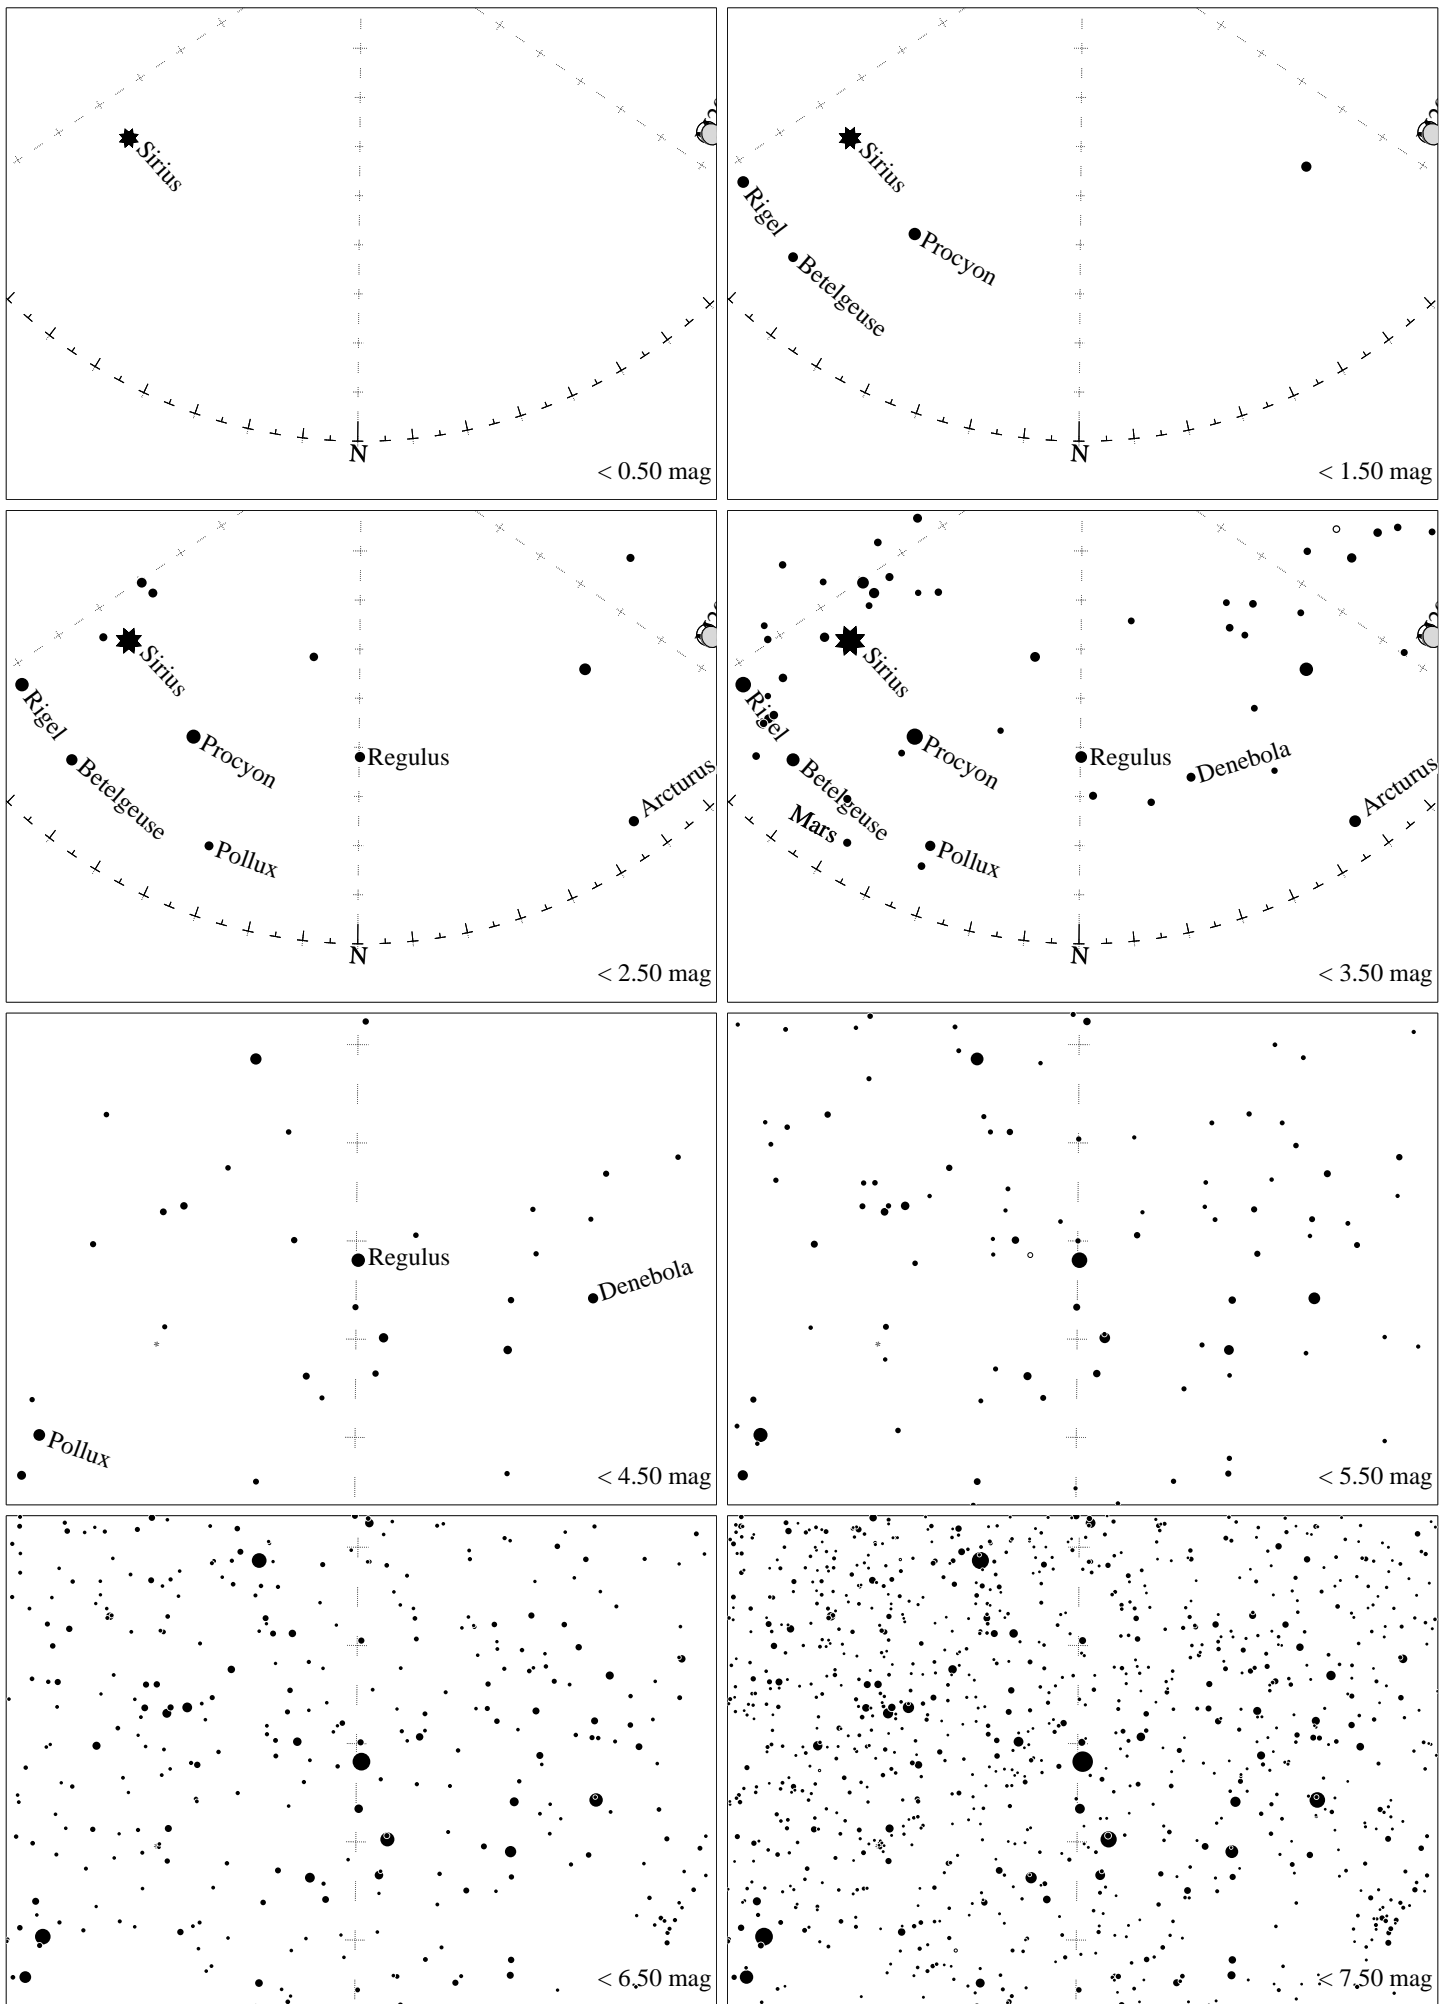 Sirius
N
< 0.50 mag
Sirius
Rigel
Procyon
Betelgeuse
N
< 1.50 mag
Sirius
Rigel
Procyon
Regulus
Betelgeuse
Arcturus
Pollux
N
< 2.50 mag
Sirius
Rigel
Procyon
Regulus
Denebola
Betelgeuse
Arcturus
Mars
Pollux
N
< 3.50 mag
Regulus
Denebola
Pollux
< 4.50 mag
< 5.50 mag
< 6.50 mag
< 7.50 mag